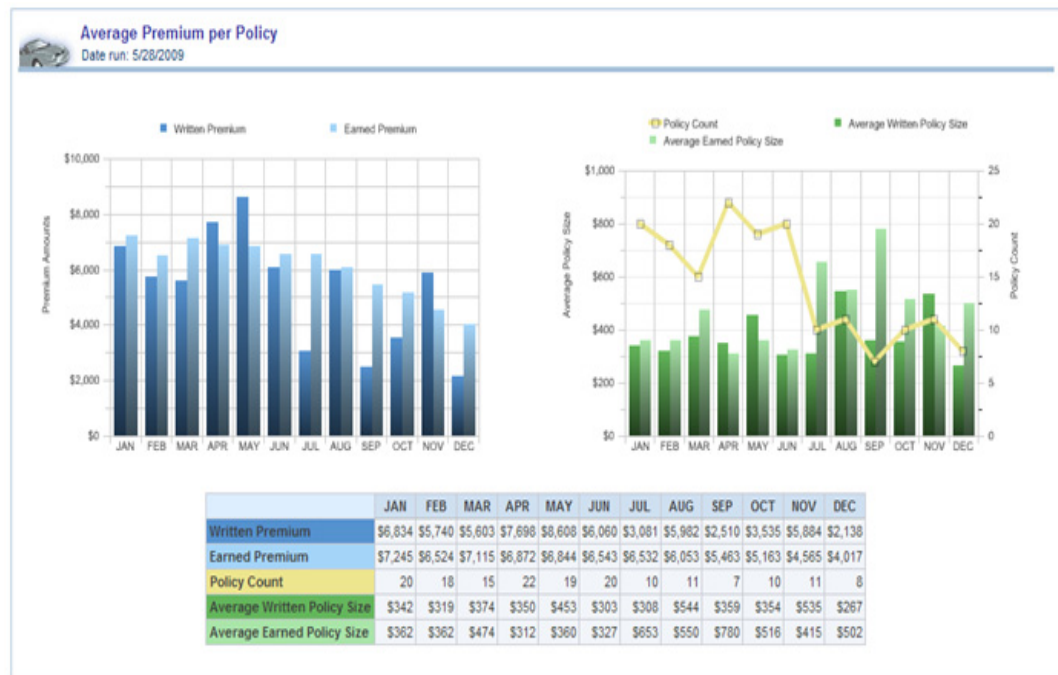 Average Premium per Policy
Date run: 5/28/2009
Written Premium Earned Premium
$10,000
$8,000
$6,000
$4,000
$2,000
$0
Premium Amounts
JAN FEB MAR APR MAY JUN JUL AUG SEP OCT NOV DEC
Policy Count Average Written Policy Size
Average Earned Policy Size
$1,000
$800
$600
$400
$200
$0
Average Policy Size
25
20
15
10
5
0
Policy Count
JAN FEB MAR APR MAY JUN JUL AUG SEP OCT NOV DEC
JAN FEB MAR APR MAY JUN JUL AUG SEP OCT NOV DEC
Written Premium $6,834 $5,740 $5,603 $7,698 $8,608 $6,060 $3,081 $5,982 $2,510 $3,535 $5,884 $2,138
Earned Premium $7,245 $6,524 $7,115 $6,872 $6,844 $6,543 $6,532 $6,053 $5,463 $5,163 $4,565 $4,017
Policy Count 20 18 15 22 19 20 10 11 7 10 11 8
Average Written Policy Size $342 $319 $374 $350 $453 $303 $308 $544 $359 $354 $535 $267
Average Earned Policy Size $362 $362 $474 $312 $360 $327 $653 $550 $780 $516 $415 $502